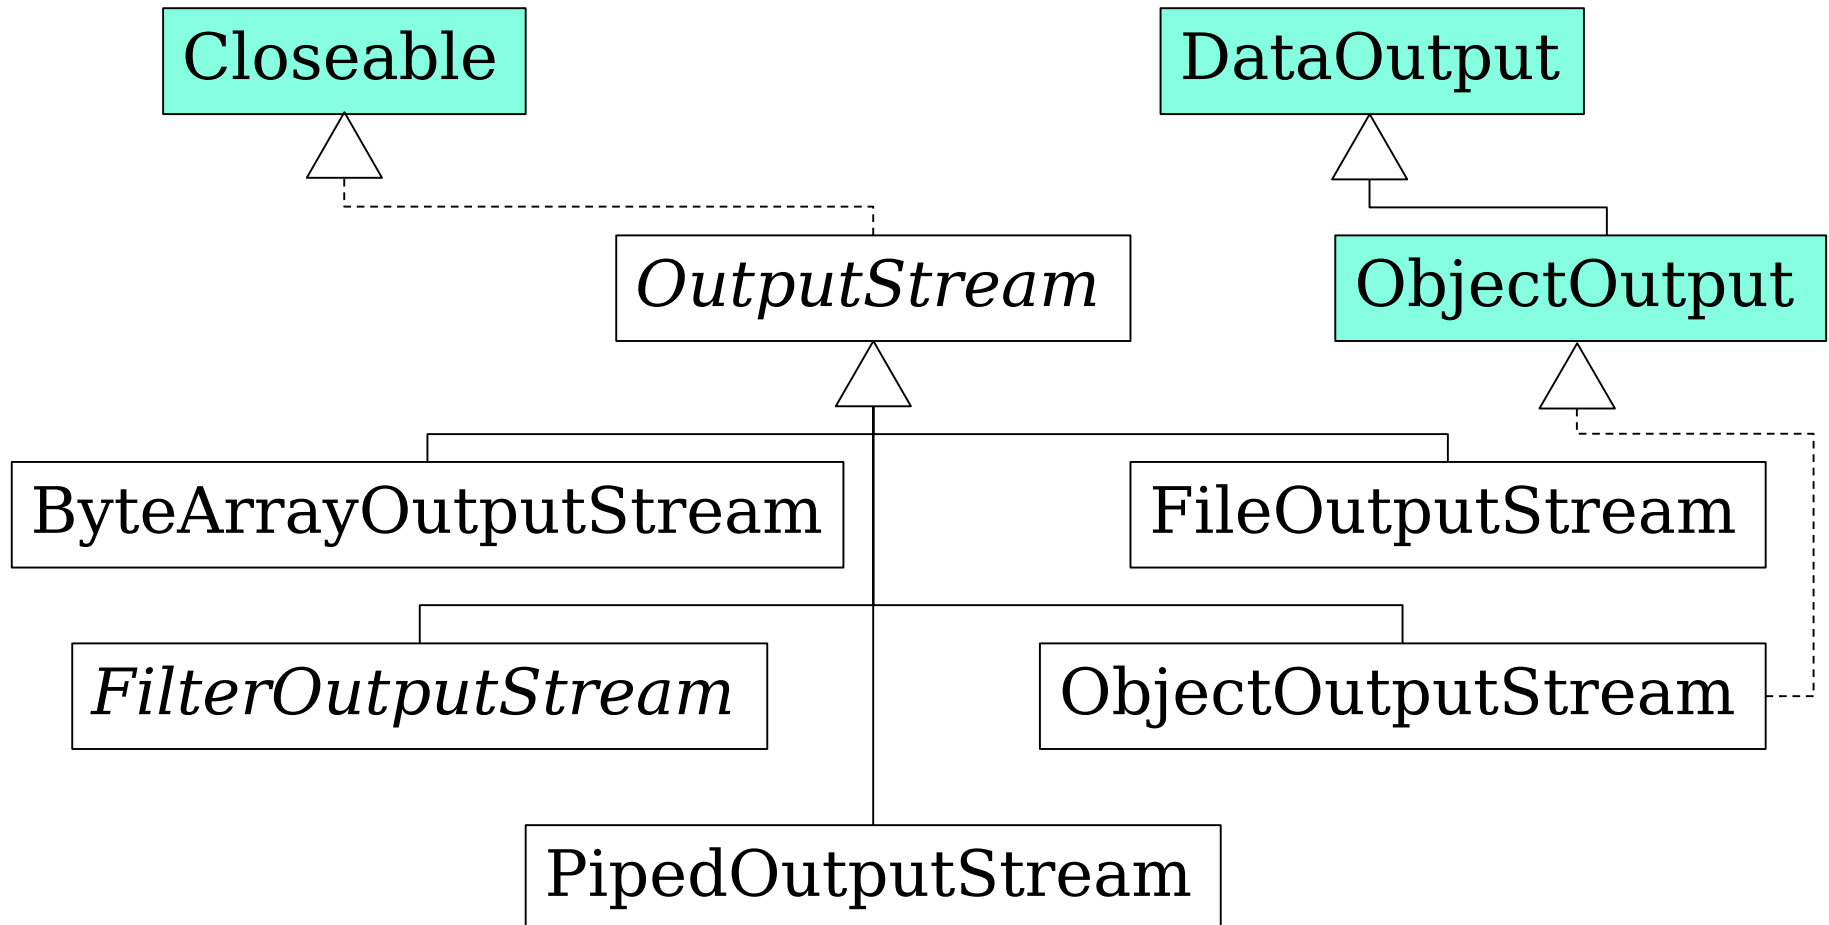 Closeable
DataOutput
OutputStream
ObjectOutput
ByteArrayOutputStream
FileOutputStream
FilterOutputStream
ObjectOutputStream
PipedOutputStream